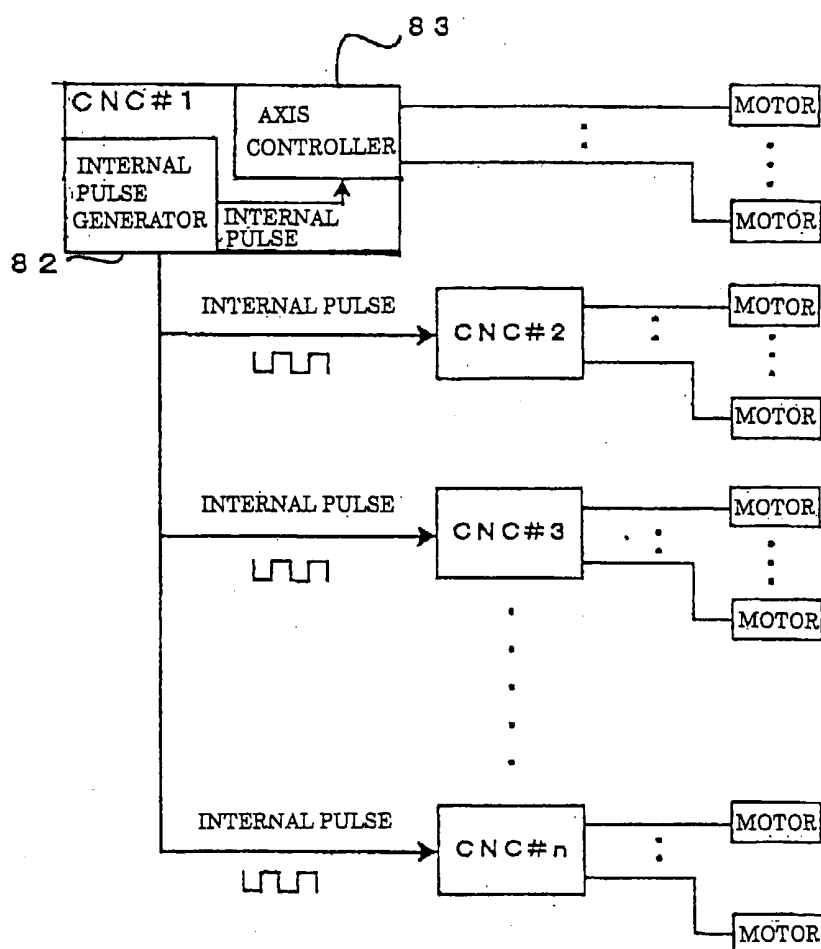 83
CNC#1
AXIS
CONTROLLER
INTERNAL
PULSE
GENERATOR
INTERNAL
PULSE
82
MOTOR
MOTOR
INTERNAL PULSE
CNC#2
MOTOR
MOTOR
INTERNAL PULSE
CNC#3
MOTOR
MOTOR
INTERNAL PULSE
CNC#n
MOTOR
MOTOR